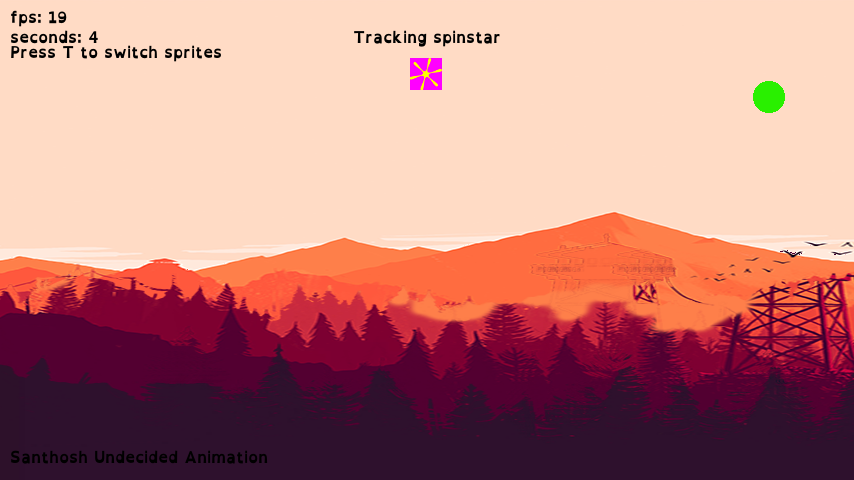 fps: 19
seconds: 4
Press T to switch sprites
Tracking spinstar
Santhosh Undecided Animation